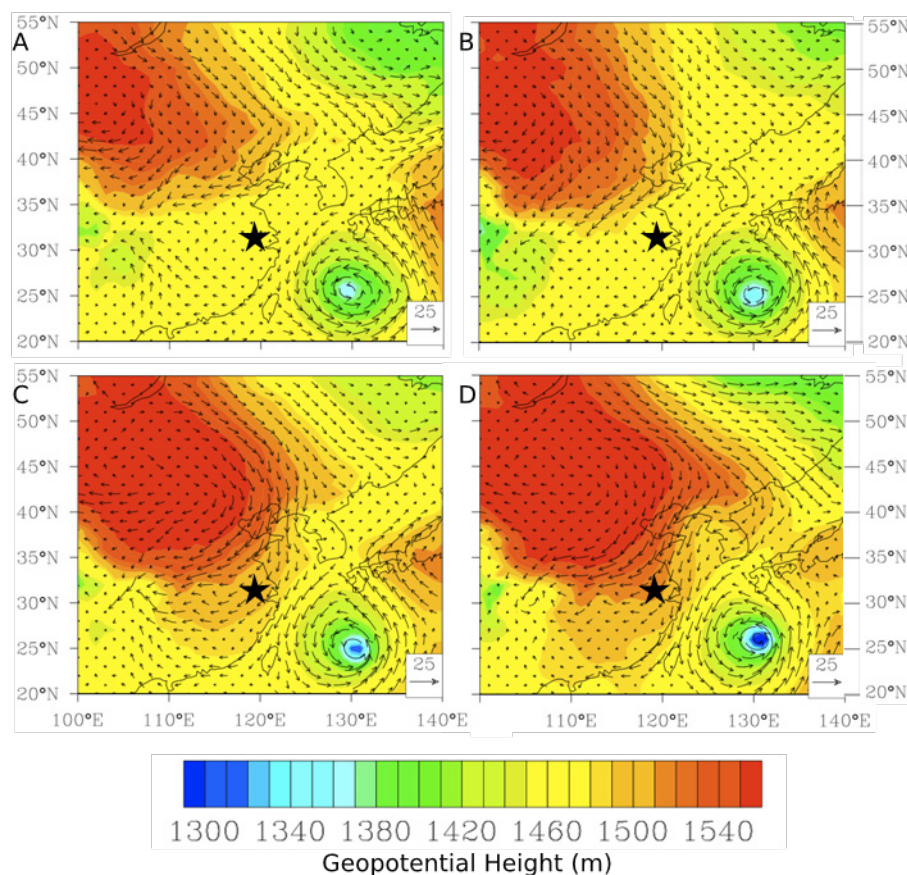 A
B
55°N
50°N
45°N
40°N
35°N
30°N
25°N
20°N
25
25
55°N
50°N
45°N
40°N
35°N
30°N
25°N
20°N
C
D
55°N
50°N
45°N
40°N
35°N
30°N
25°N
20°N
25
25
55°N
50°N
45°N
40°N
35°N
30°N
25°N
20°N
100°E 110°E 120°E 130°E 140°E
110°E 120°E 130°E 140°E
1300 1340 1380 1420 1460 1500 1540
Geopotential Height (m)